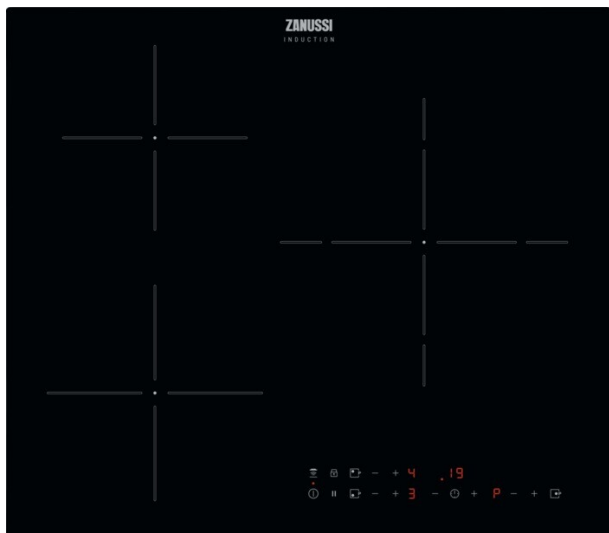 ZANUSSI
INDUCTION
- + 4 .19
- + 3 - + P - +